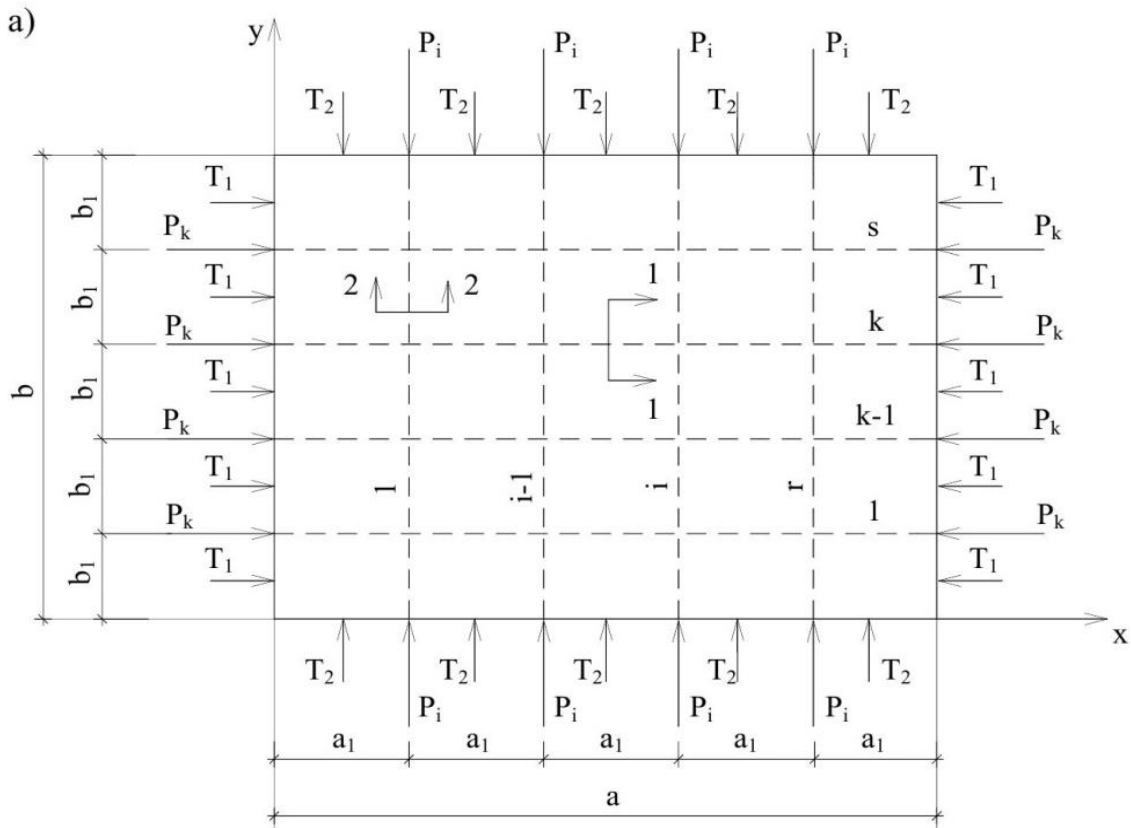 a)
y
P_i P_i P_i P_i
T_2 T_2 T_2 T_2 T_2
T_1 T_1
b_1
P_k s P_k
T_1 2 2 1 T_1
b_1
P_k k P_k
T_1 T_1
b b_1
1 k-1
P_k P_k
T_1 1 i-1 i r T_1
b_1
P_k 1 P_k
T_1 T_1
b_1
x
T_2 T_2 T_2 T_2 T_2
P_i P_i P_i P_i
a_1 a_1 a_1 a_1 a_1
a